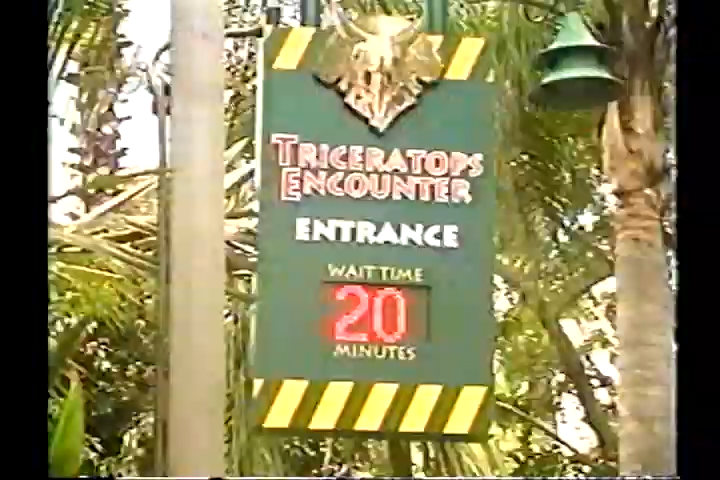 TRICERATOPS
ENCOUNTER
ENTRANCE
WAIT TIME
20
MINUTES